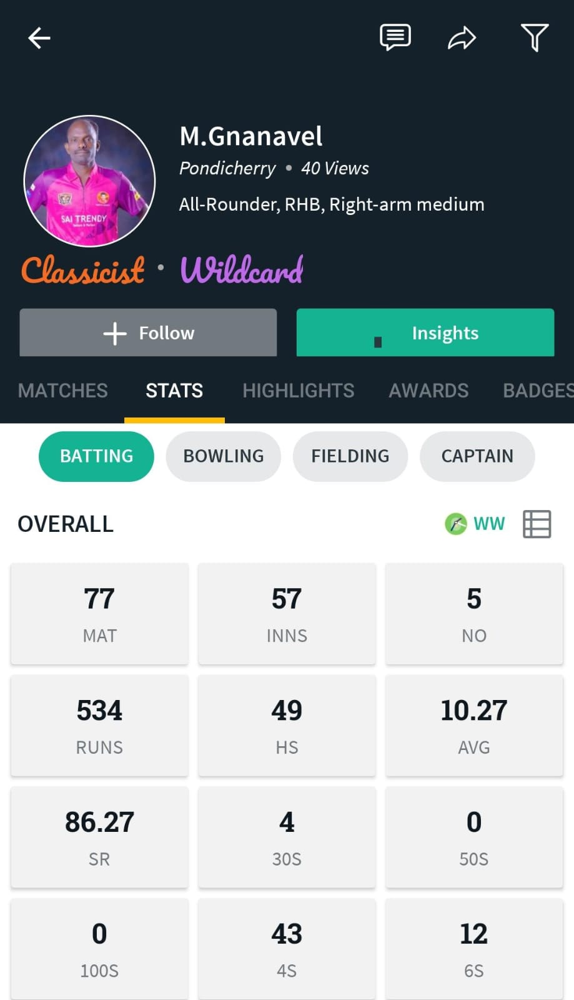 M.Gnanavel
Pondicherry • 40 Views
All-Rounder, RHB, Right-arm medium
SAI TRENDY
Classicist · Wildcard
Follow
Insights
MATCHES STATS HIGHLIGHTS AWARDS BADGES
BATTING BOWLING FIELDING CAPTAIN
OVERALL WW
77 57 5
MAT INNS NO
534 49 10.27
RUNS HS AVG
86.27 4 0
SR 30S 50S
0 43 12
100S 4S 6S